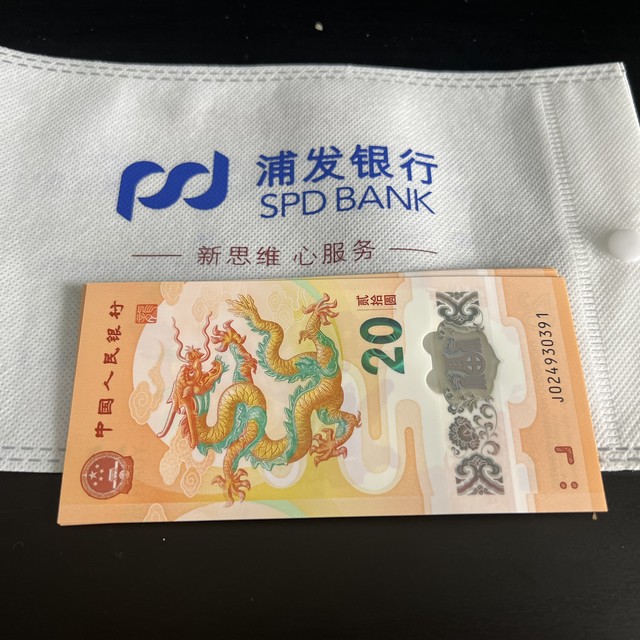 浦发银行
SPD BANK
新思维 心服务
中国人民银行
贰拾圆
20
J024930391
J